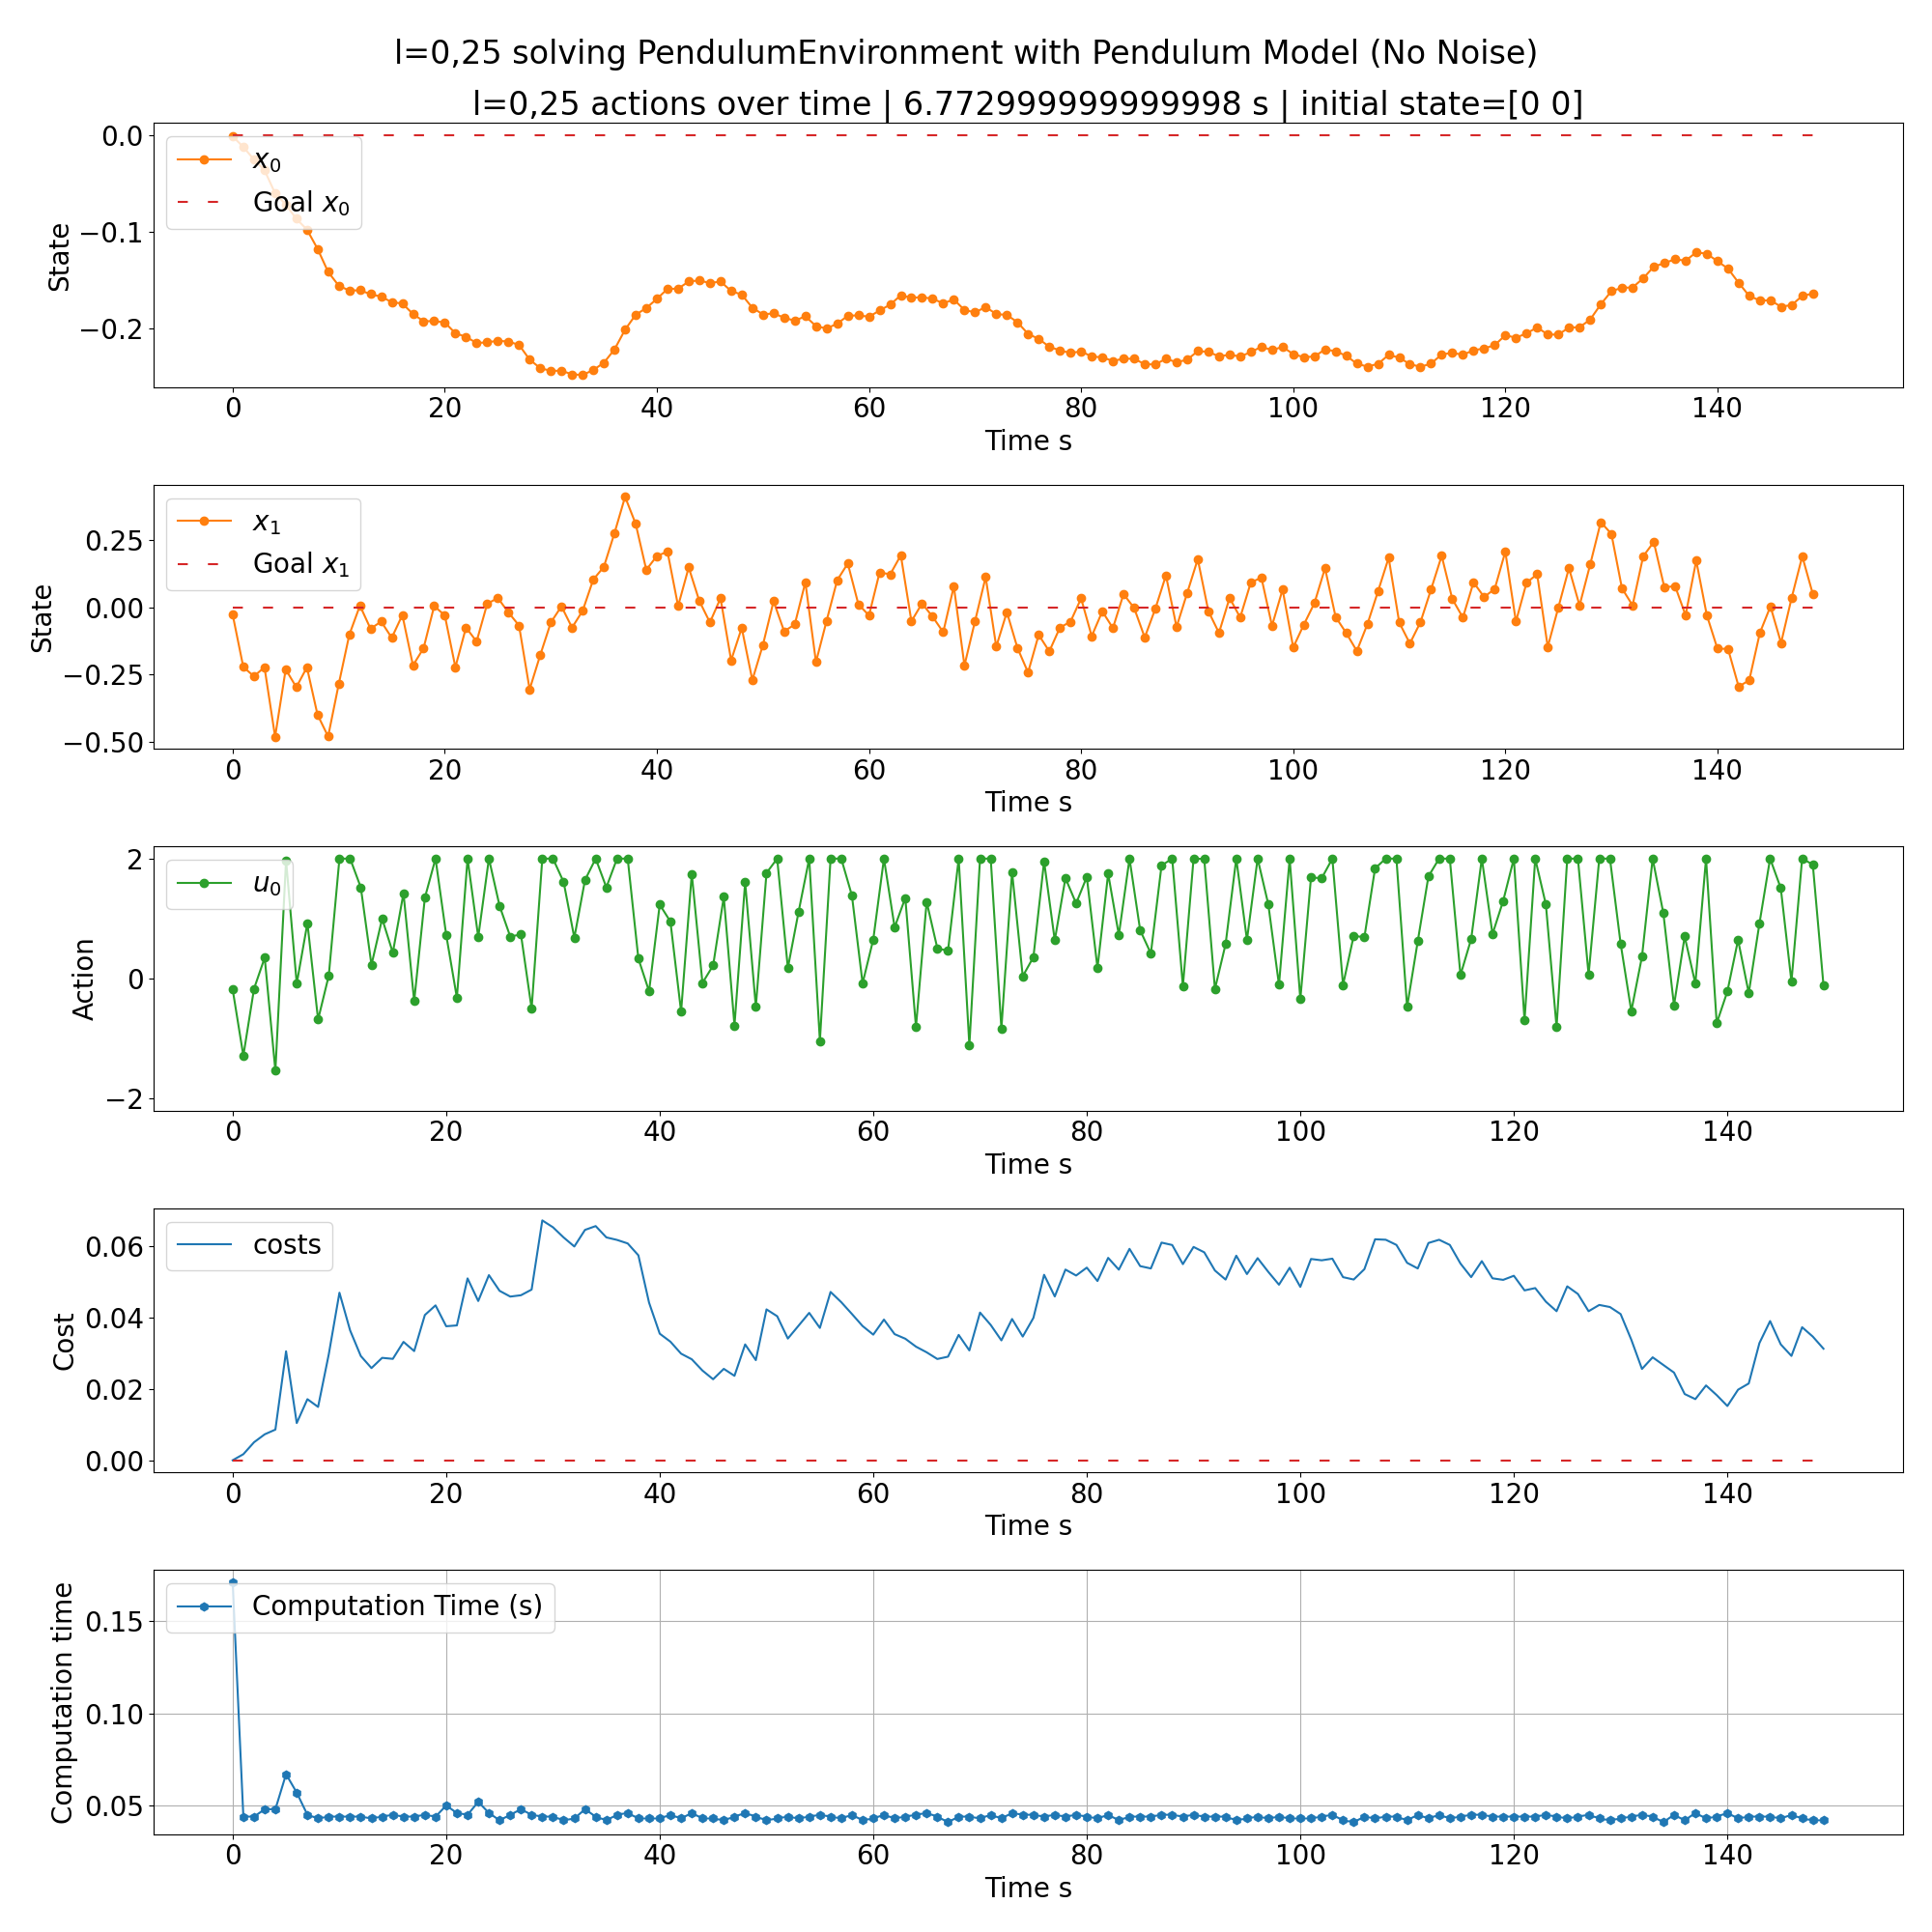 l=0,25 solving PendulumEnvironment with Pendulum Model (No Noise)
l=0,25 actions over time | 6.772999999999998 s | initial state=[0 0]
x₀
Goal x₀
State
0.0
−0.1
−0.2
0 20 40 60 80 100 120 140
Time s
x₁
Goal x₁
State
0.25
0.00
−0.25
−0.50
0 20 40 60 80 100 120 140
Time s
u₀
Action
2
0
−2
0 20 40 60 80 100 120 140
Time s
costs
Cost
0.06
0.04
0.02
0.00
0 20 40 60 80 100 120 140
Time s
Computation Time (s)
Computation time
0.15
0.10
0.05
0 20 40 60 80 100 120 140
Time s